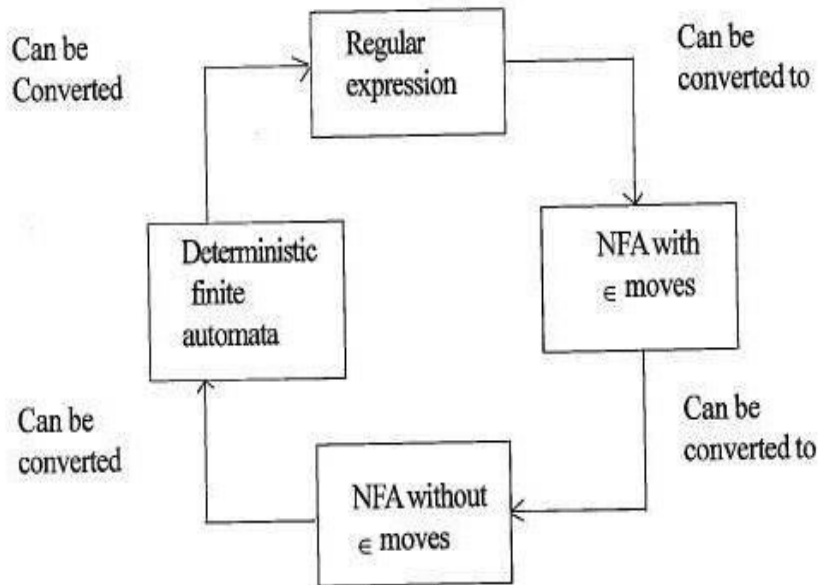 Can be
Converted
Regular
expression
Can be
converted to
Deterministic
finite
automata
NFA with
∈ moves
Can be
converted
Can be
converted to
NFA without
∈ moves